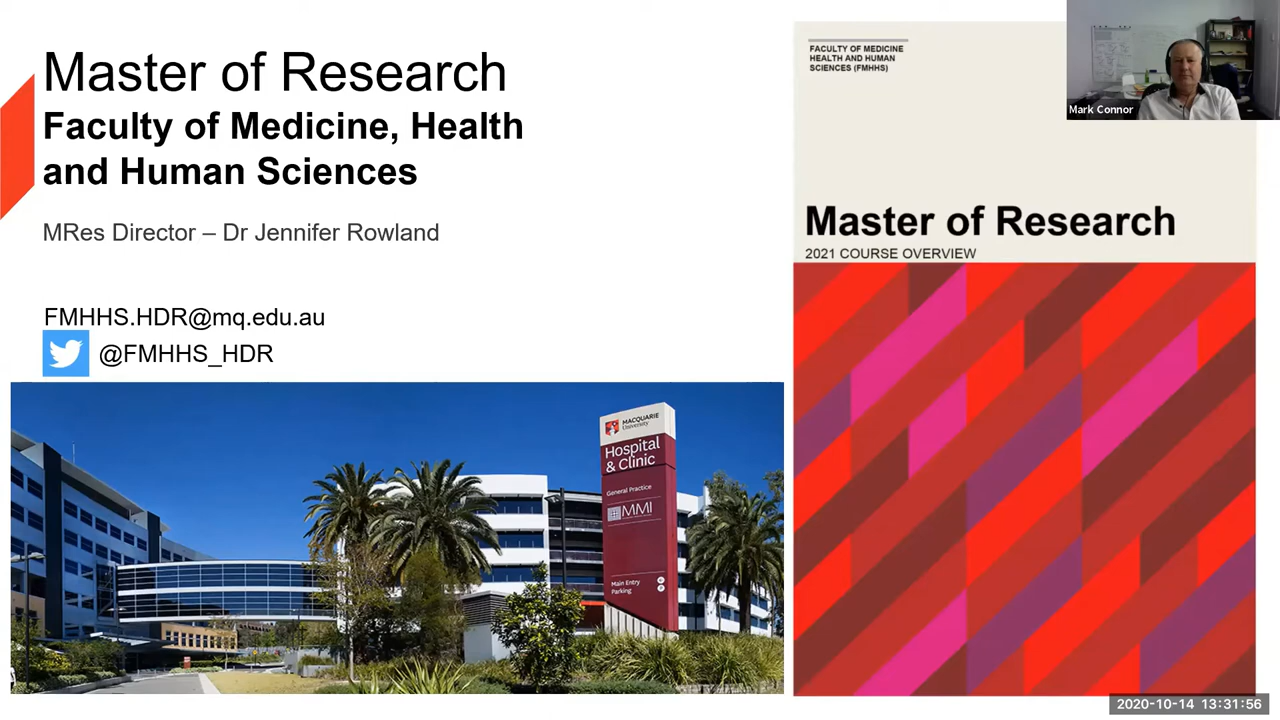 Master of Research
Faculty of Medicine, Health
and Human Sciences
MRes Director – Dr Jennifer Rowland
FMHHS.HDR@mq.edu.au
@FMHHS_HDR
MACQUARIE
University
Hospital
& Clinic
General Practice
MMI
Main Entry
Parking
FACULTY OF MEDICINE
HEALTH AND HUMAN
SCIENCES (FMHHS)
Master of Research
2021 COURSE OVERVIEW
Mark Connor
2020-10-14 13:31:56